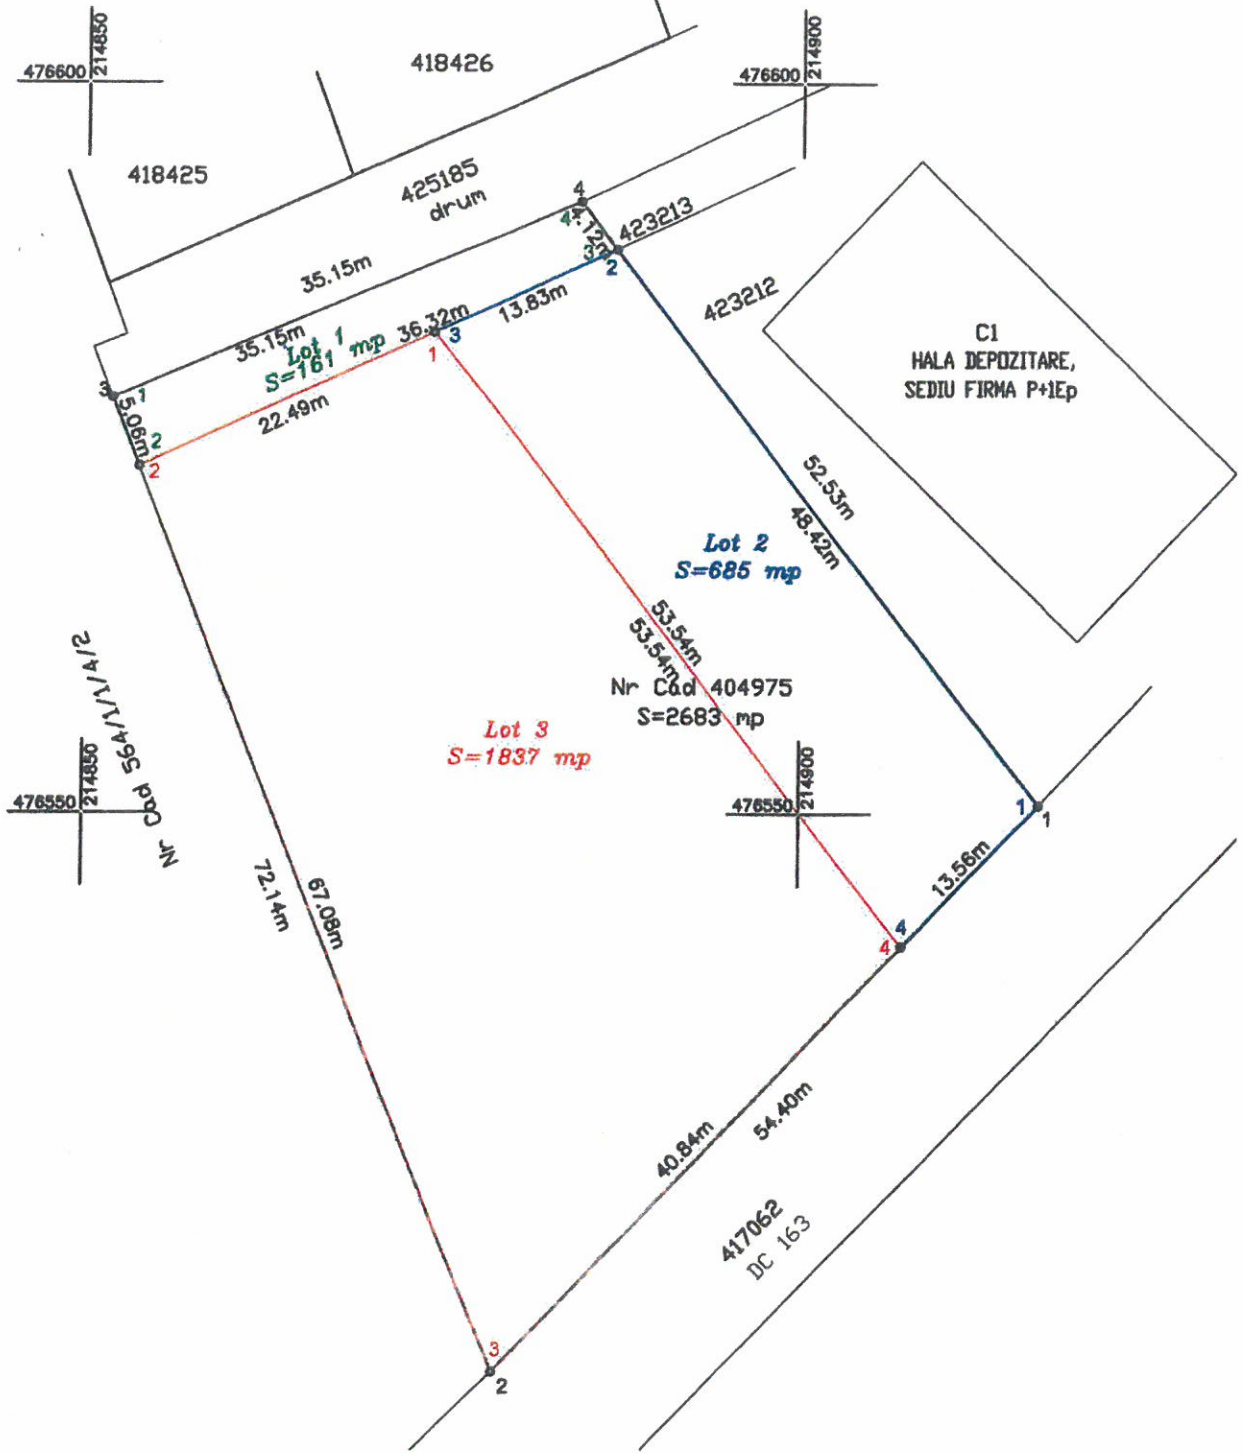 214850
476600
418426
214900
476600
418425
425185
drum
4
4
4.12m
423213
3
2
2
35.15m
13.83m
423212
36.32m
3
1
35.15m
Lot 1
S=161 mp
22.49m
3
1
5.06m
2
2
C1
HALA DEPOZITARE,
SEDIU FIRMA P+1Ep
52.53m
48.42m
Lot 2
S=685 mp
53.54m
53.54m
Nr Cad 404975
S=2683 mp
Nr Cad 564/1/1/4/2
Lot 3
S=1837 mp
214850
476550
214900
476550
1
1
13.56m
4
4
67.08m
72.14m
40.84m
54.40m
417062
DC 163
3
2